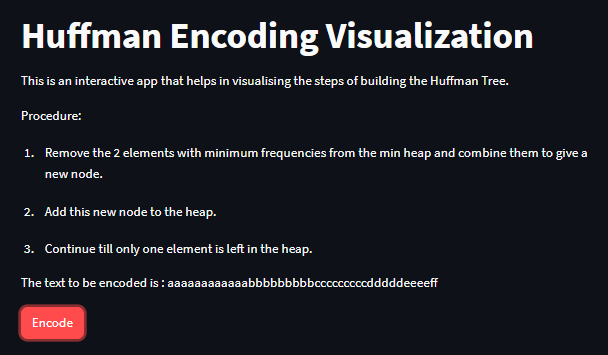 Huffman Encoding Visualization
This is an interactive app that helps in visualising the steps of building the Huffman Tree.
Procedure:
1. Remove the 2 elements with minimum frequencies from the min heap and combine them to give a
new node.
2. Add this new node to the heap.
3. Continue till only one element is left in the heap.
The text to be encoded is : aaaaaaaaaaaabbbbbbbbbcccccccccdddddeeeeff
Encode